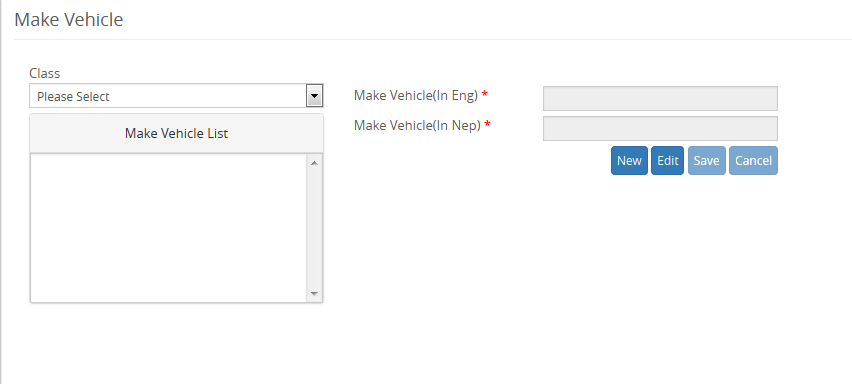 Make Vehicle
Class
Please Select
Make Vehicle List
Make Vehicle(In Eng) *
Make Vehicle(In Nep) *
New Edit Save Cancel